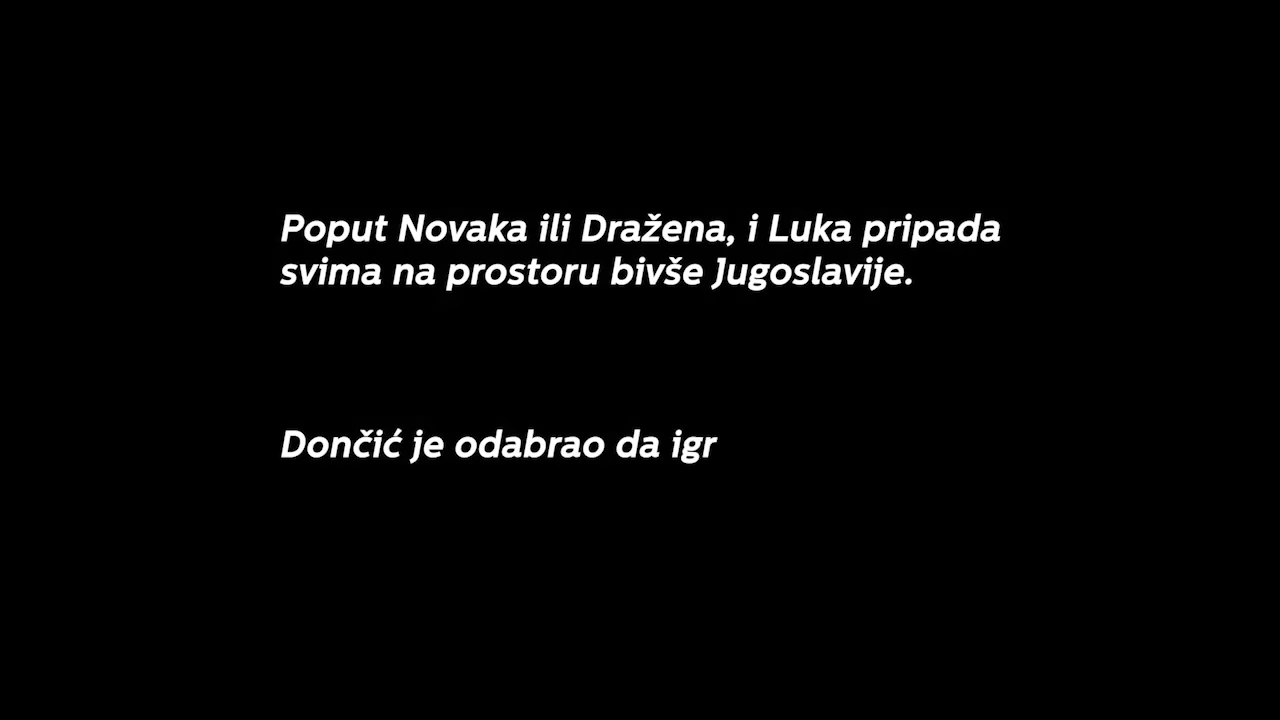 Poput Novaka ili Dražena, i Luka pripada
svima na prostoru bivše Jugoslavije.
Dončić je odabrao da igr